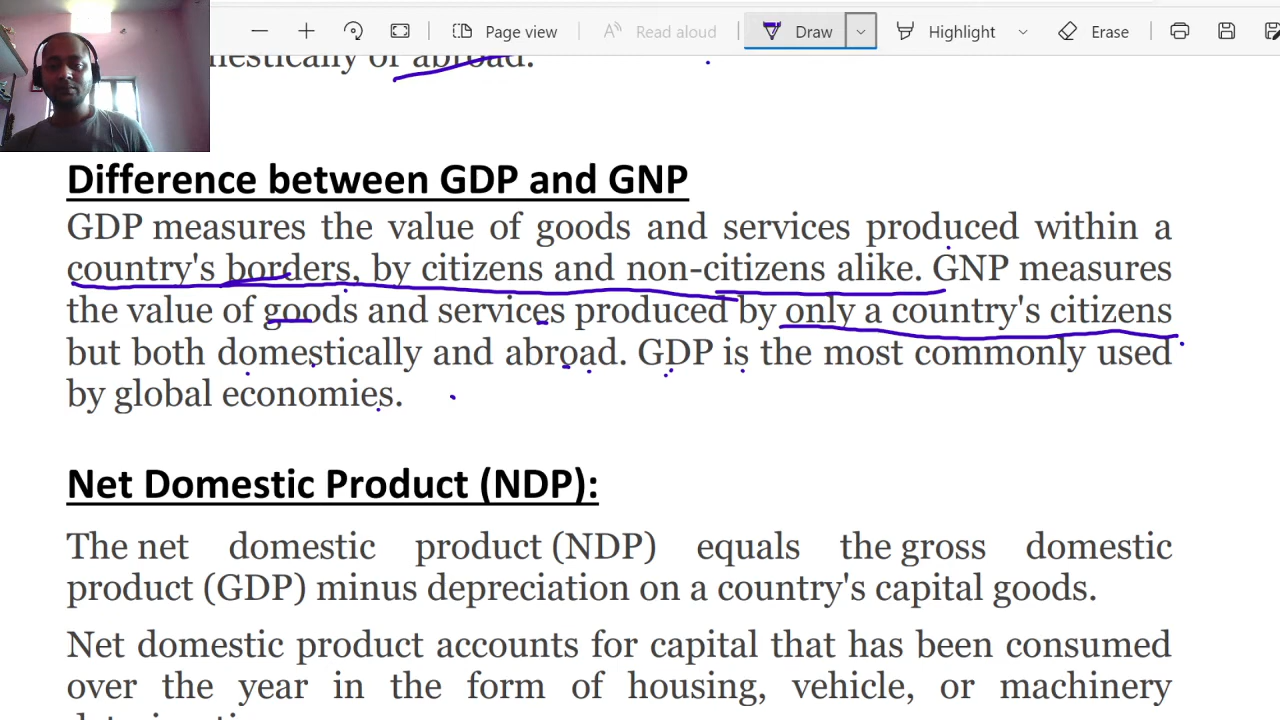 Page view
Read aloud
Draw
Highlight
Erase
abroad.
Difference between GDP and GNP
GDP measures the value of goods and services produced within a
country's borders, by citizens and non-citizens alike. GNP measures
the value of goods and services produced by only a country's citizens
but both domestically and abroad. GDP is the most commonly used
by global economies.
Net Domestic Product (NDP):
The net domestic product (NDP) equals the gross domestic
product (GDP) minus depreciation on a country's capital goods.
Net domestic product accounts for capital that has been consumed
over the year in the form of housing, vehicle, or machinery